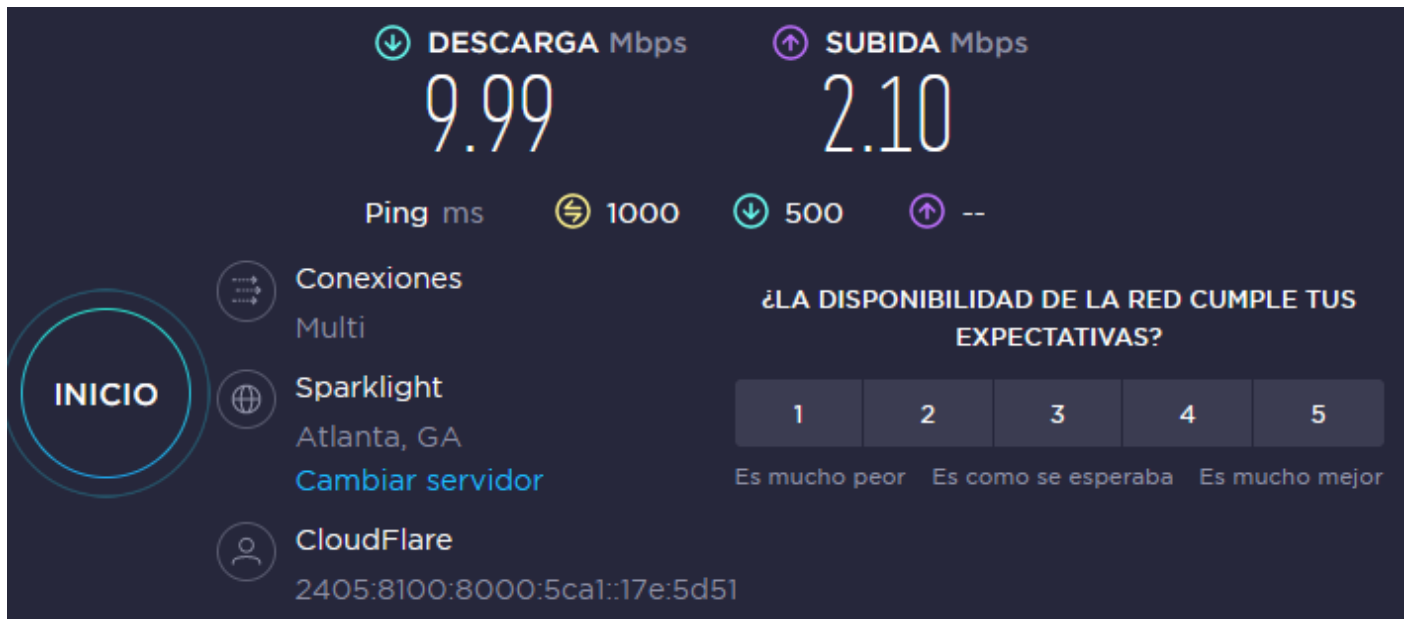 DESCARGA Mbps
SUBIDA Mbps
9.99
2.10
Ping ms 1000 500 --
INICIO
Conexiones
Multi
Sparklight
Atlanta, GA
Cambiar servidor
CloudFlare
2405:8100:8000:5ca1::17e:5d51
¿LA DISPONIBILIDAD DE LA RED CUMPLE TUS
EXPECTATIVAS?
1 2 3 4 5
Es mucho peor Es como se esperaba Es mucho mejor